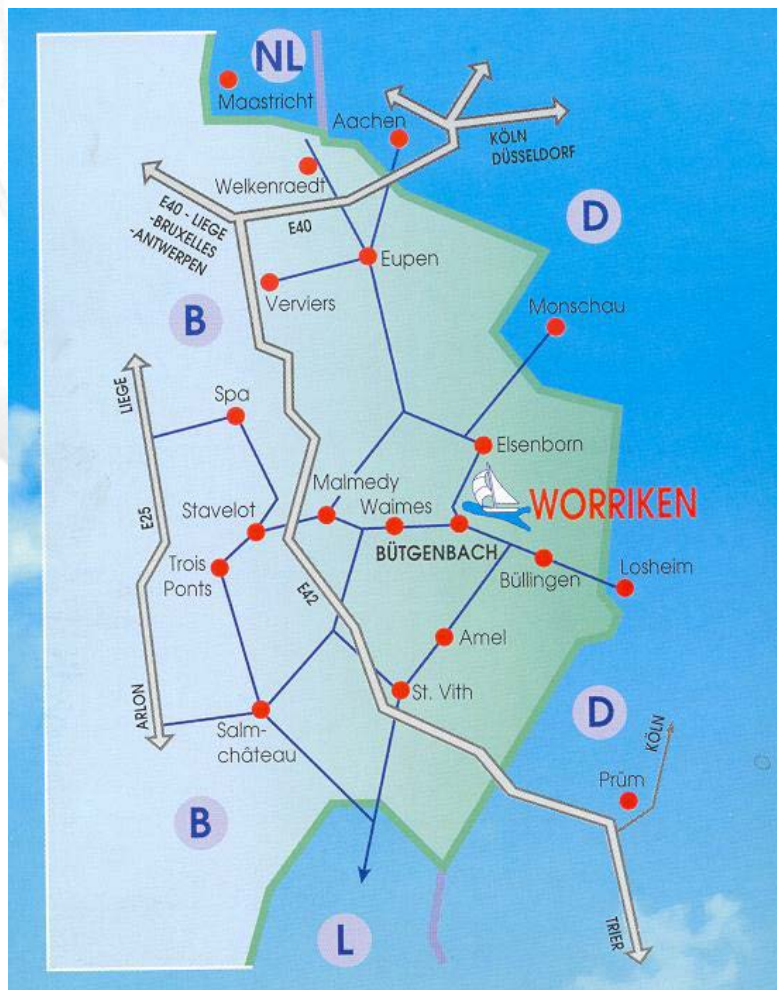 NL
Maastricht
Aachen
KÖLN
DÜSSELDORF
Welkenraedt
E40 - LIEGE
-BRUXELLES
-ANTWERPEN
E40
D
Eupen
Verviers
B
Monschau
LIEGE
Spa
Elsenborn
Malmedy
Stavelot
Waimes
WORRIKEN
E25
BÜTGENBACH
Trois
Ponts
Büllingen
Losheim
E42
Amel
St. Vith
ARLON
Salm-
château
D
KÖLN
Prüm
B
TRIER
L